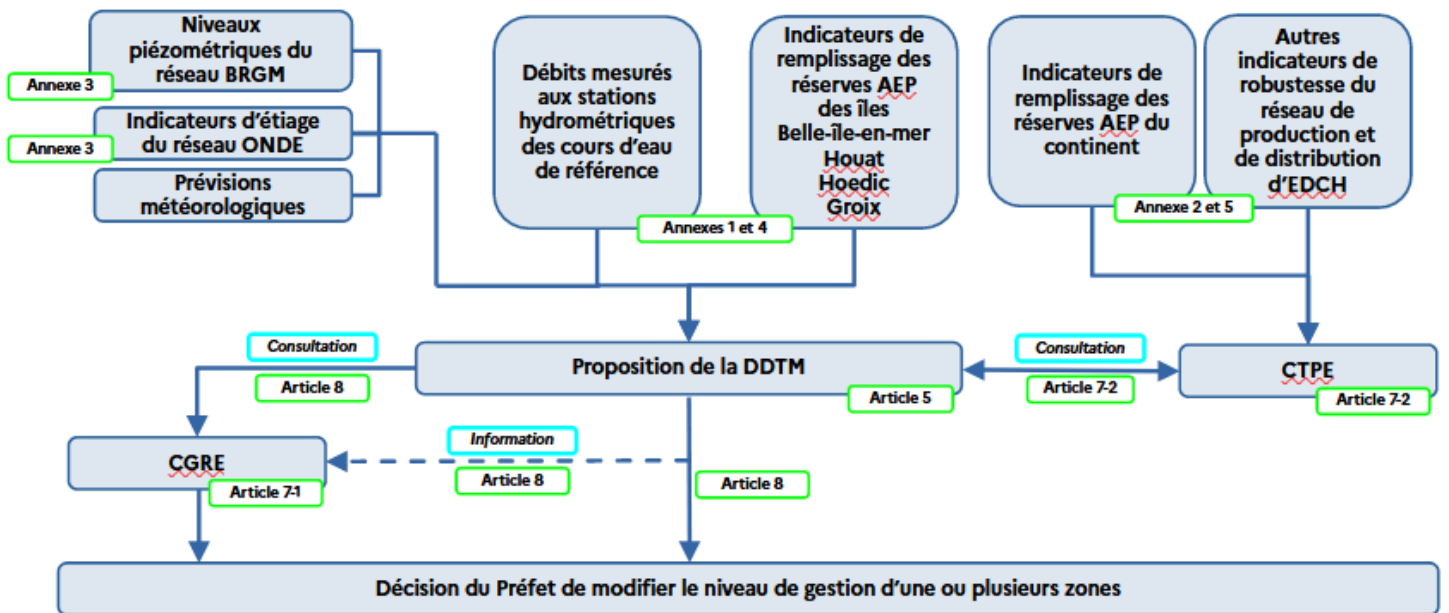 Niveaux
piézométriques du
réseau BRGM
Annexe 3
Indicateurs d'étiage
du réseau ONDE
Annexe 3
Prévisions
météorologiques
Débits mesurés
aux stations
hydrométriques
des cours d'eau
de référence
Indicateurs de
remplissage des
réserves AEP
des îles
Belle-île-en-mer
Houat
Hoedic
Groix
Annexes 1 et 4
Indicateurs de
remplissage des
réserves AEP du
continent
Autres
indicateurs de
robustesse du
réseau de
production et
de distribution
d'EDCH
Annexe 2 et 5
Consultation
Article 8
Proposition de la DDTM
Article 5
Consultation
Article 7-2
CTPE
Article 7-2
CGRE
Article 7-1
Information
Article 8
Article 8
Décision du Préfet de modifier le niveau de gestion d'une ou plusieurs zones